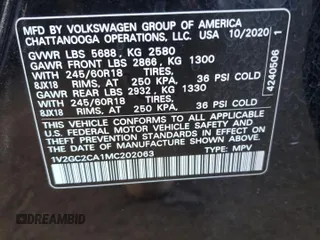 MFD BY VOLKSWAGEN GROUP OF AMERICA
CHATTANOOGA OPERATIONS, LLC. USA 10/2020
GVWR LBS 5688, KG 2580
GAWR FRONT LBS 2866, KG 1300
WITH 245/60R18 TIRES,
8JX18 RIMS, AT 250 KPA, 36 PSI COLD
GAWR REAR LBS 2932, KG 1330
WITH 245/60R18 TIRES,
8JX18 RIMS, AT 250 KPA, 36 PSI COLD
THIS VEHICLE CONFORMS TO ALL APPLICABLE
U.S. FEDERAL MOTOR VEHICLE SAFETY
STANDARDS IN EFFECT ON THE DATE OF
MANUFACTURE SHOWN ABOVE.
1V2GC2CA1MC202063 TYPE: MPV
4240506 1
DREAMBID